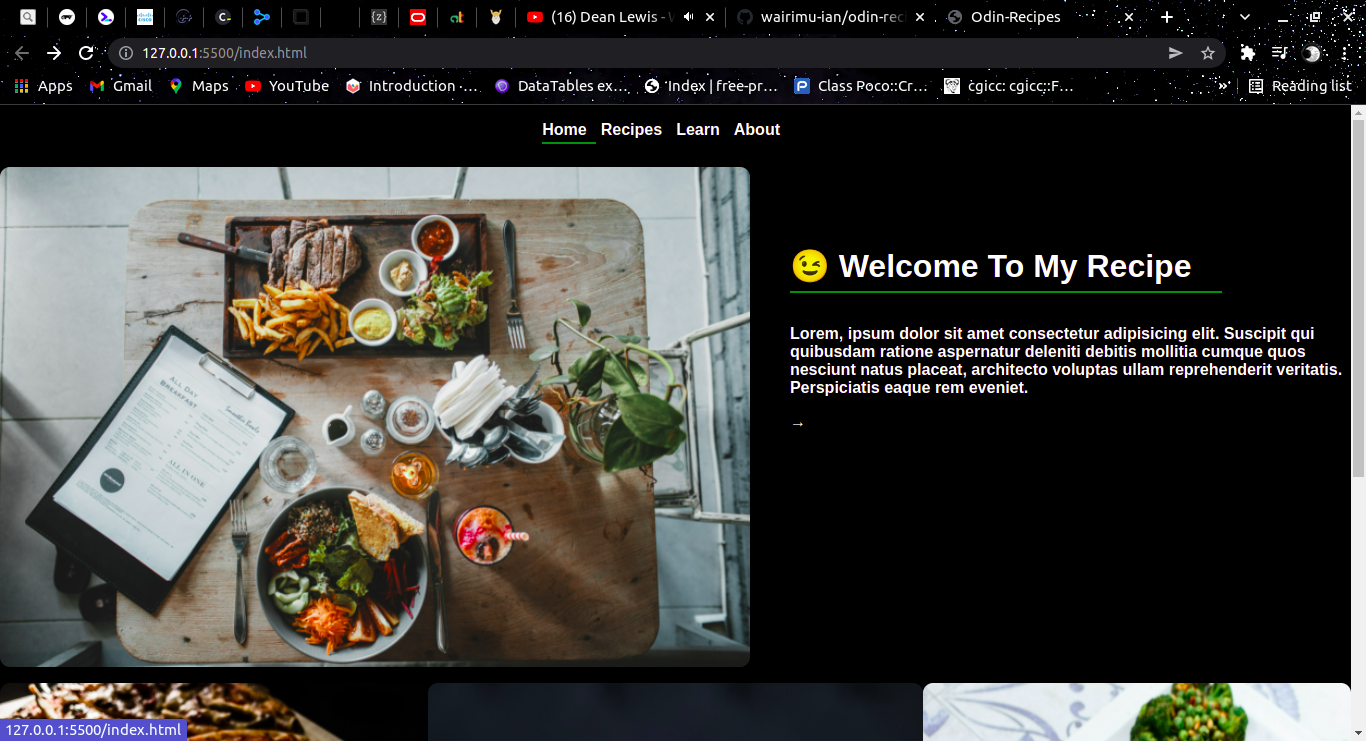 (16) Dean Lewis - W
wairimu-ian/odin-rec
Odin-Recipes
127.0.0.1:5500/index.html
Apps
Gmail
Maps
YouTube
Introduction ·…
DataTables ex…
Index | free-pr…
Class Poco::Cr…
cgicc: cgicc::F…
»
Reading list
Home Recipes Learn About
😉 Welcome To My Recipe
Lorem, ipsum dolor sit amet consectetur adipisicing elit. Suscipit qui
quibusdam ratione aspernatur deleniti debitis mollitia cumque quos
nesciunt natus placeat, architecto voluptas ullam reprehenderit veritatis.
Perspiciatis eaque rem eveniet.
→
ALL DAY
BREAKFAST
ALL IN ONE
127.0.0.1:5500/index.html